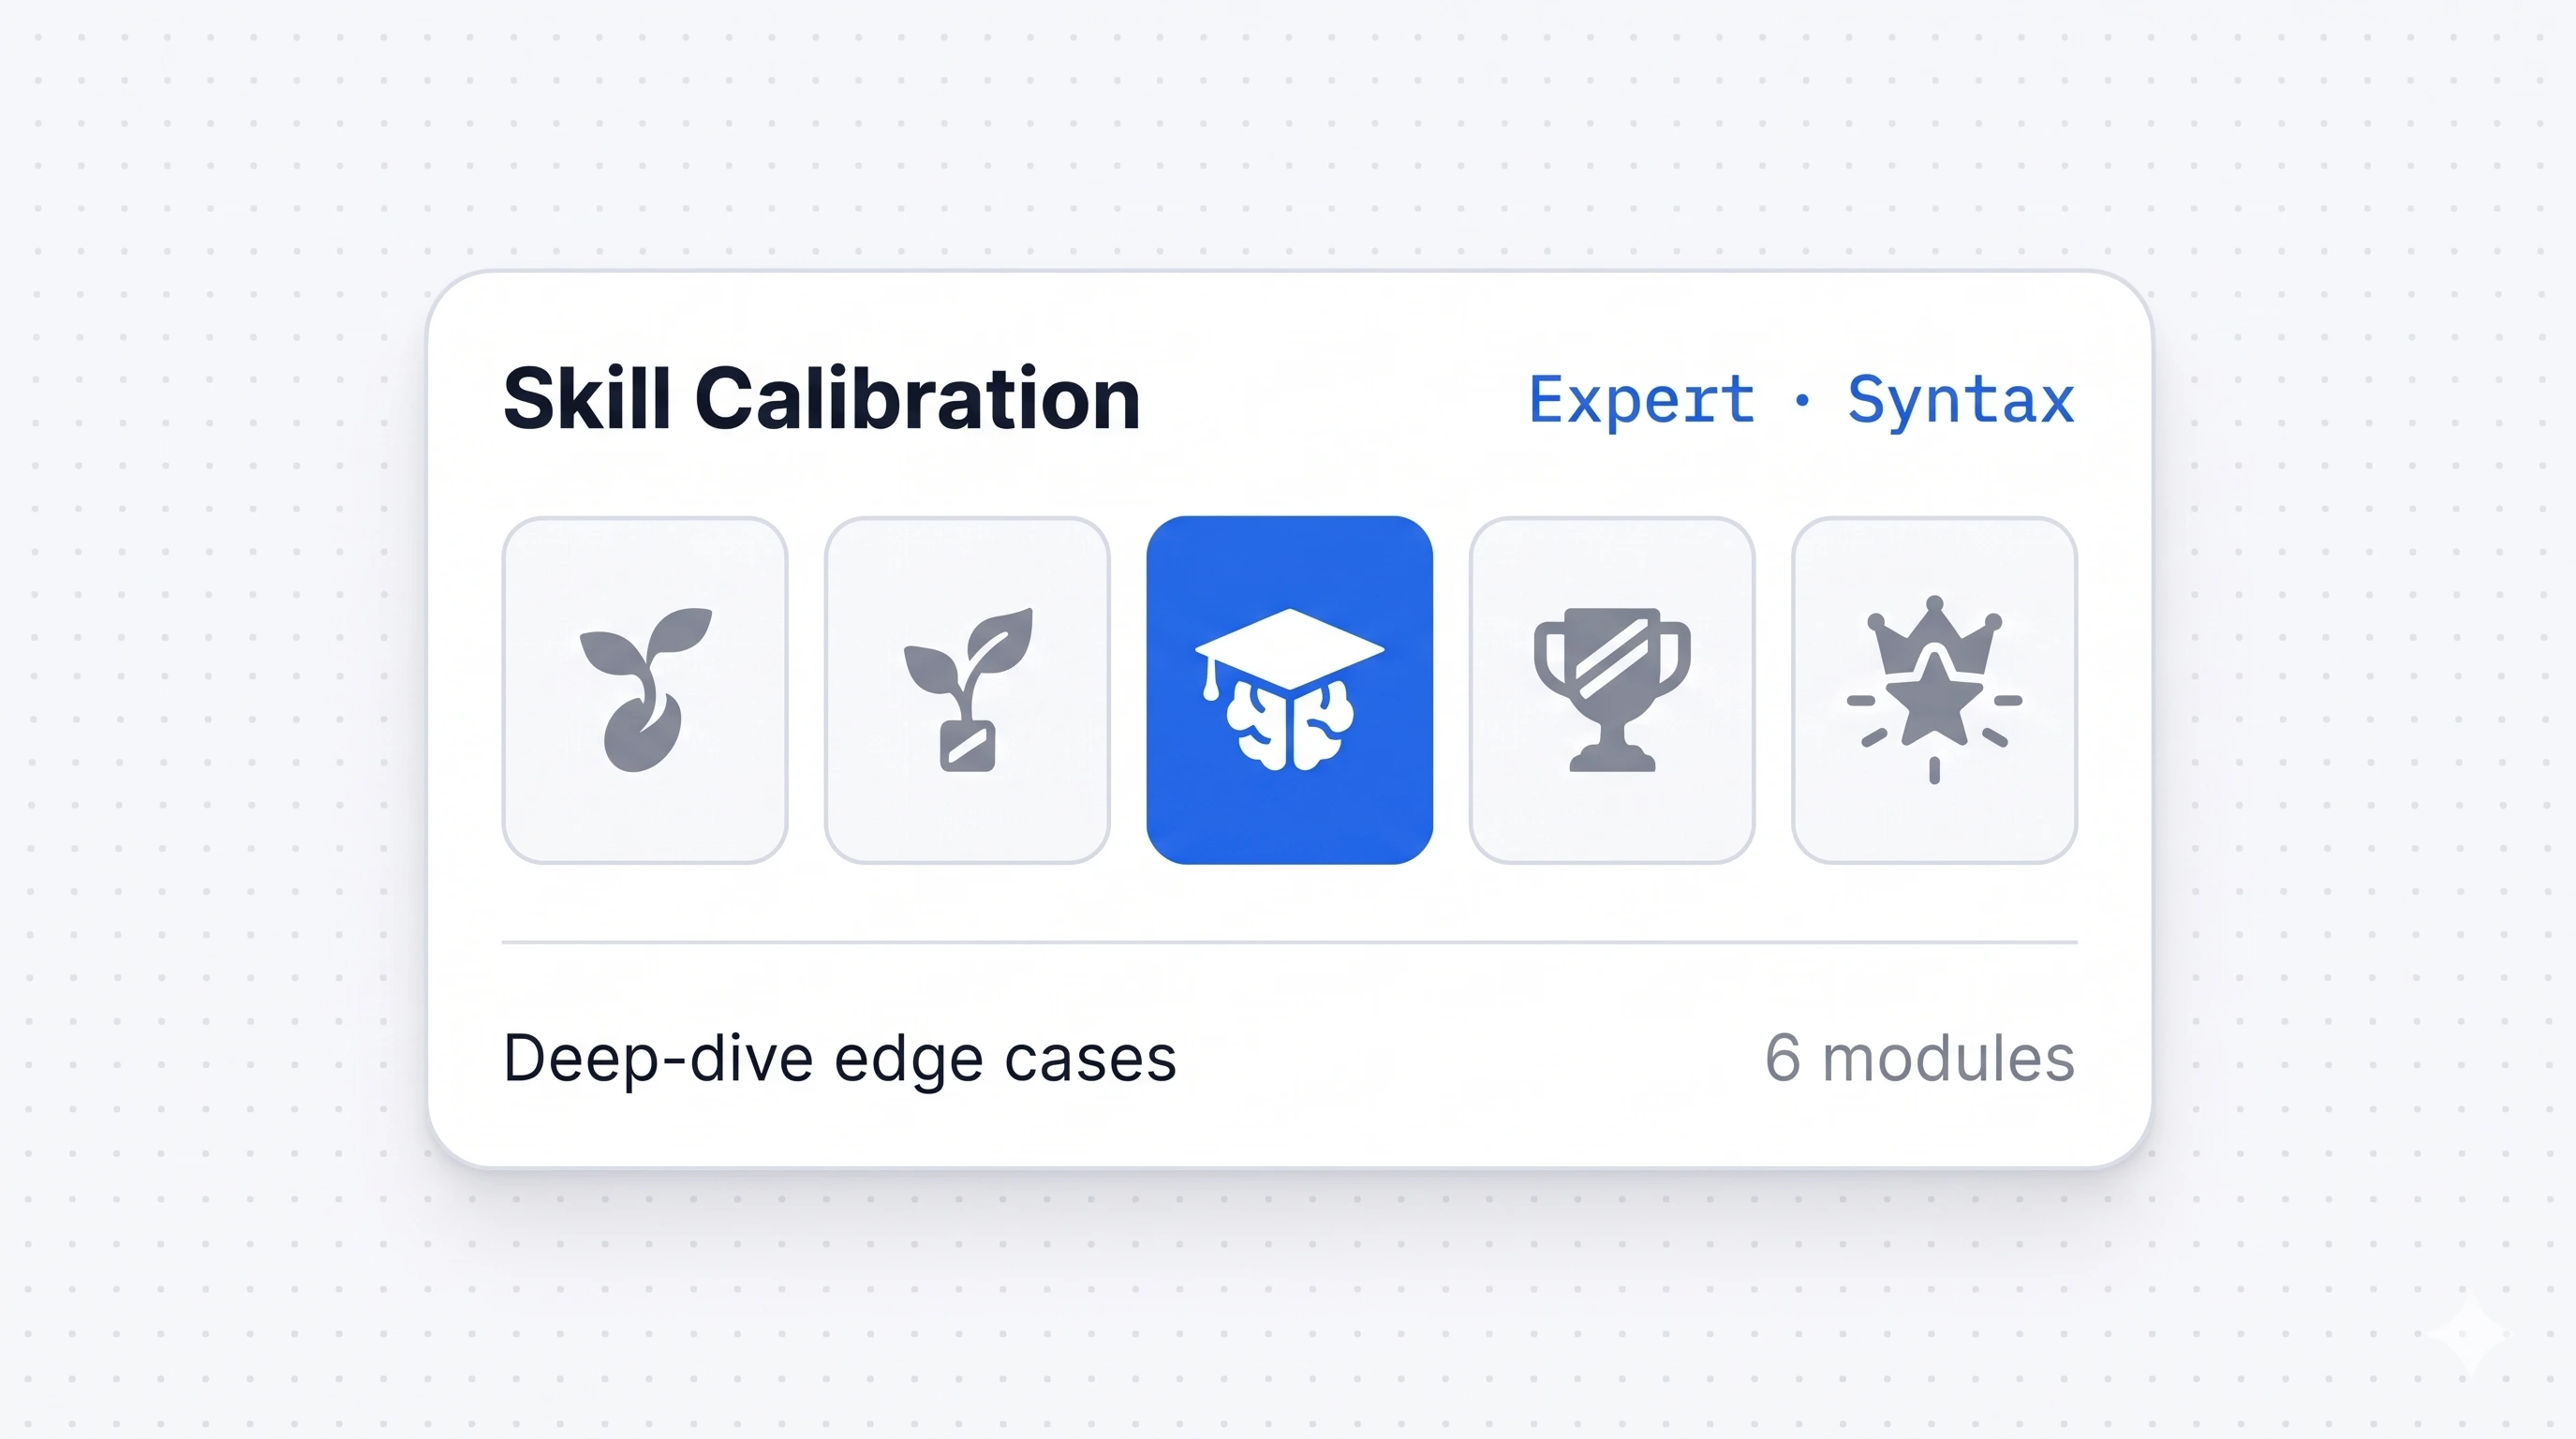 Skill Calibration
Expert · Syntax
Deep-dive edge cases
6 modules